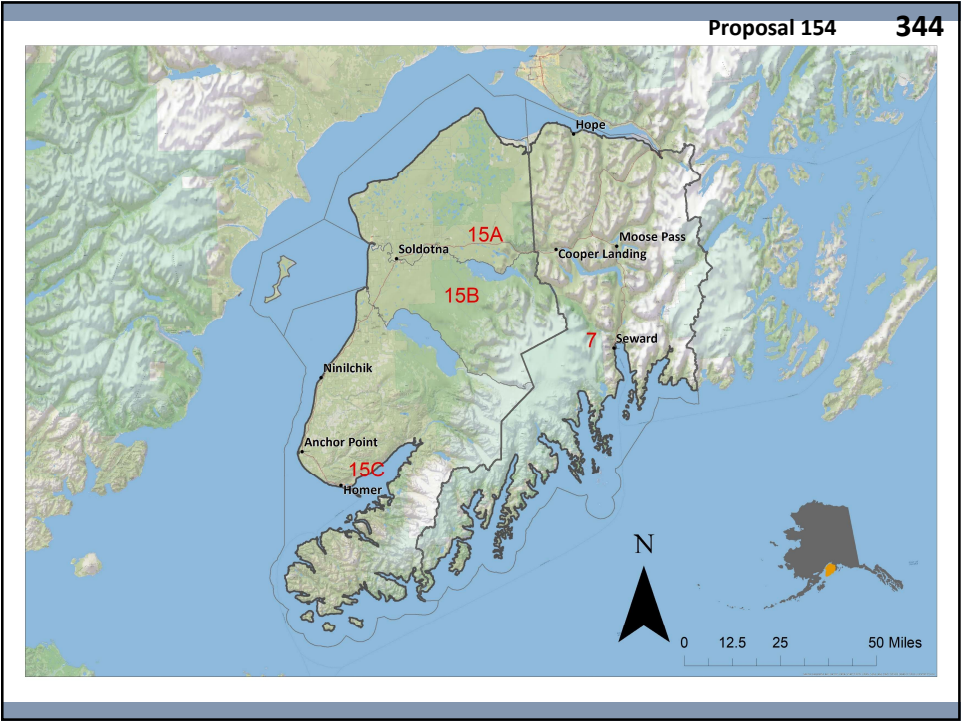 Proposal 154
344
Hope
15A
Moose Pass
Soldotna
Cooper Landing
15B
7
Seward
Ninilchik
Anchor Point
15C
Homer
N
0 12.5 25 50 Miles